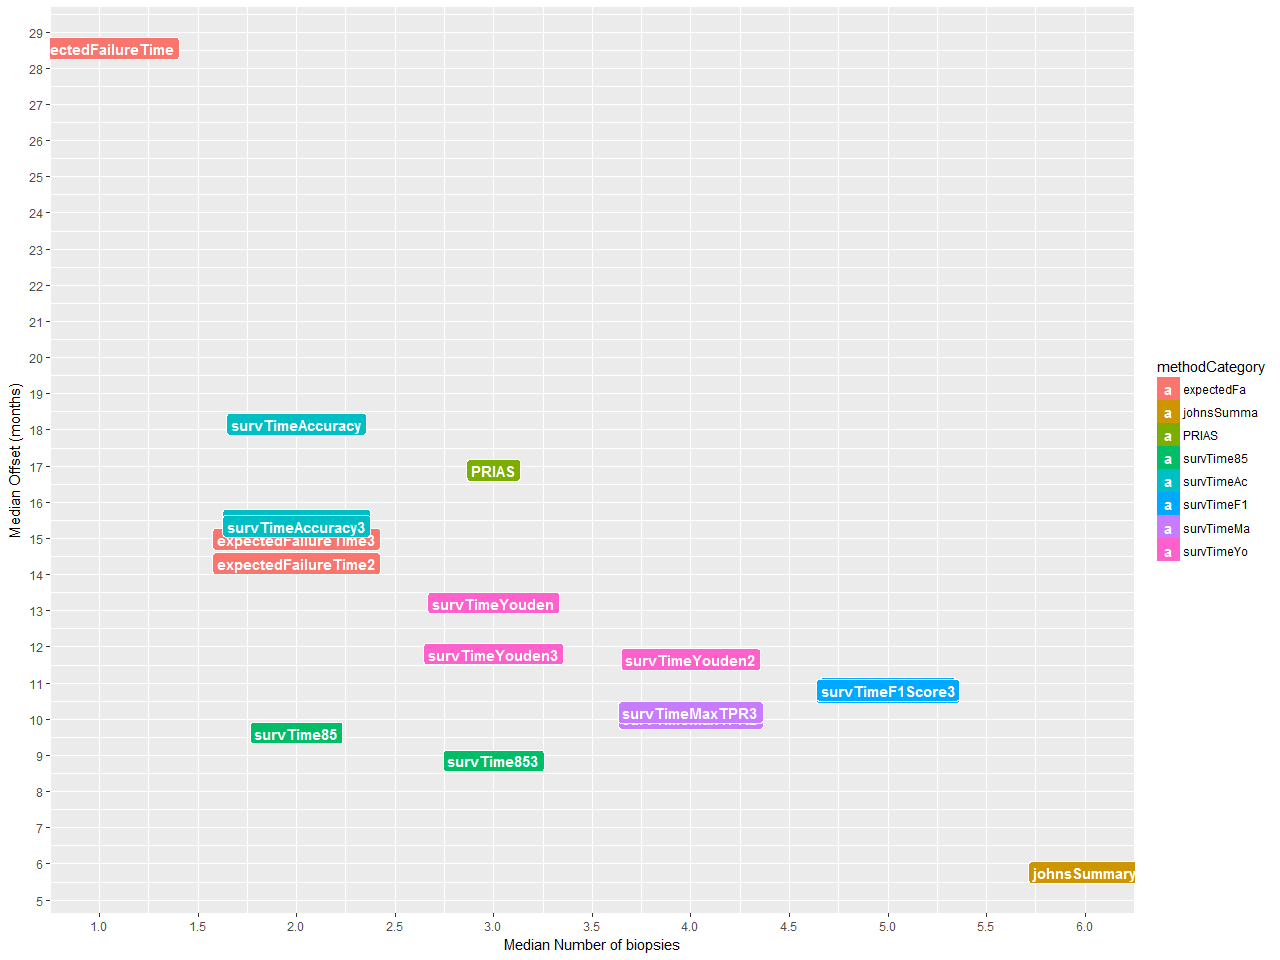 29
28
27
26
25
24
23
22
21
20
19
18
17
16
15
14
13
12
11
10
9
8
7
6
5
Median Offset (months)
ectedFailureTime
survTimeAccuracy
PRIAS
survTimeAccuracy3
expectedFailureTime3
expectedFailureTime2
survTimeYouden
survTimeYouden3
survTimeYouden2
survTimeF1Score3
survTimeMaxTPR3
survTime85
survTime853
johnsSummary
1.0 1.5 2.0 2.5 3.0 3.5 4.0 4.5 5.0 5.5 6.0
Median Number of biopsies
methodCategory
a expectedFa
a johnsSumma
a PRIAS
a survTime85
a survTimeAc
a survTimeF1
a survTimeMa
a survTimeYo